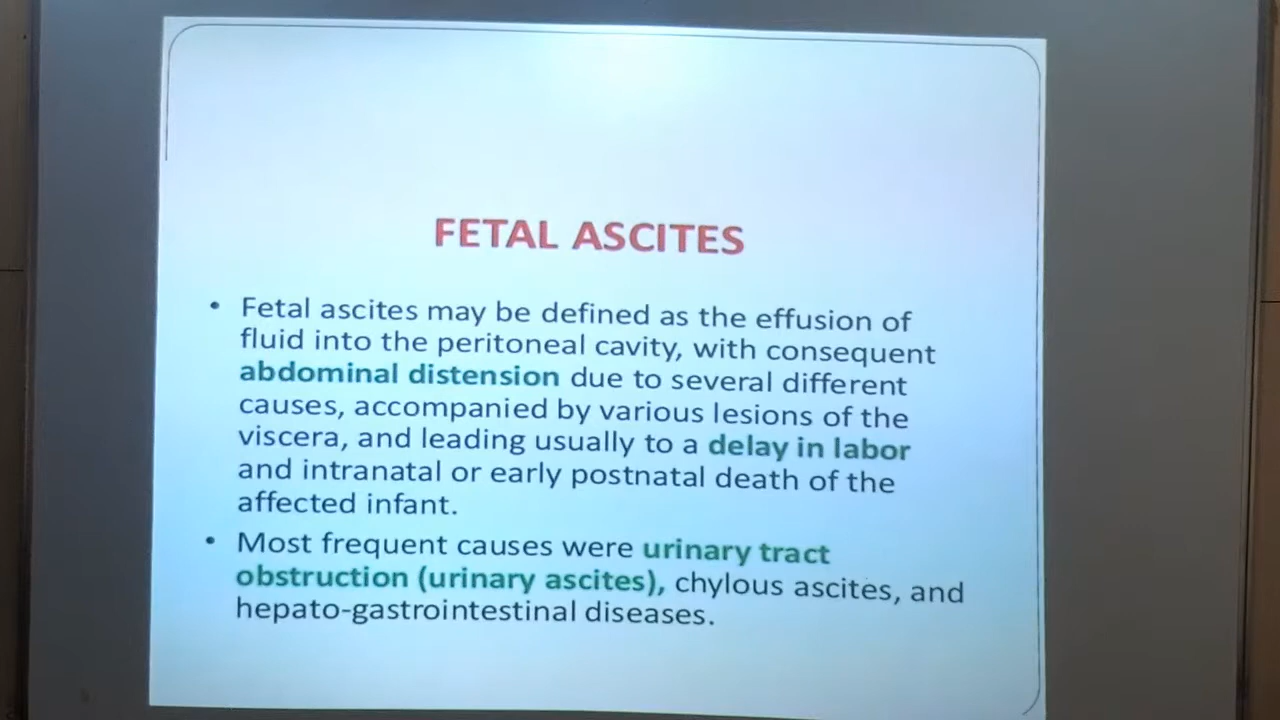 FETAL ASCITES
• Fetal ascites may be defined as the effusion of
fluid into the peritoneal cavity, with consequent
abdominal distension due to several different
causes, accompanied by various lesions of the
viscera, and leading usually to a delay in labor
and intranatal or early postnatal death of the
affected infant.
• Most frequent causes were urinary tract
obstruction (urinary ascites), chylous ascites, and
hepato-gastrointestinal diseases.